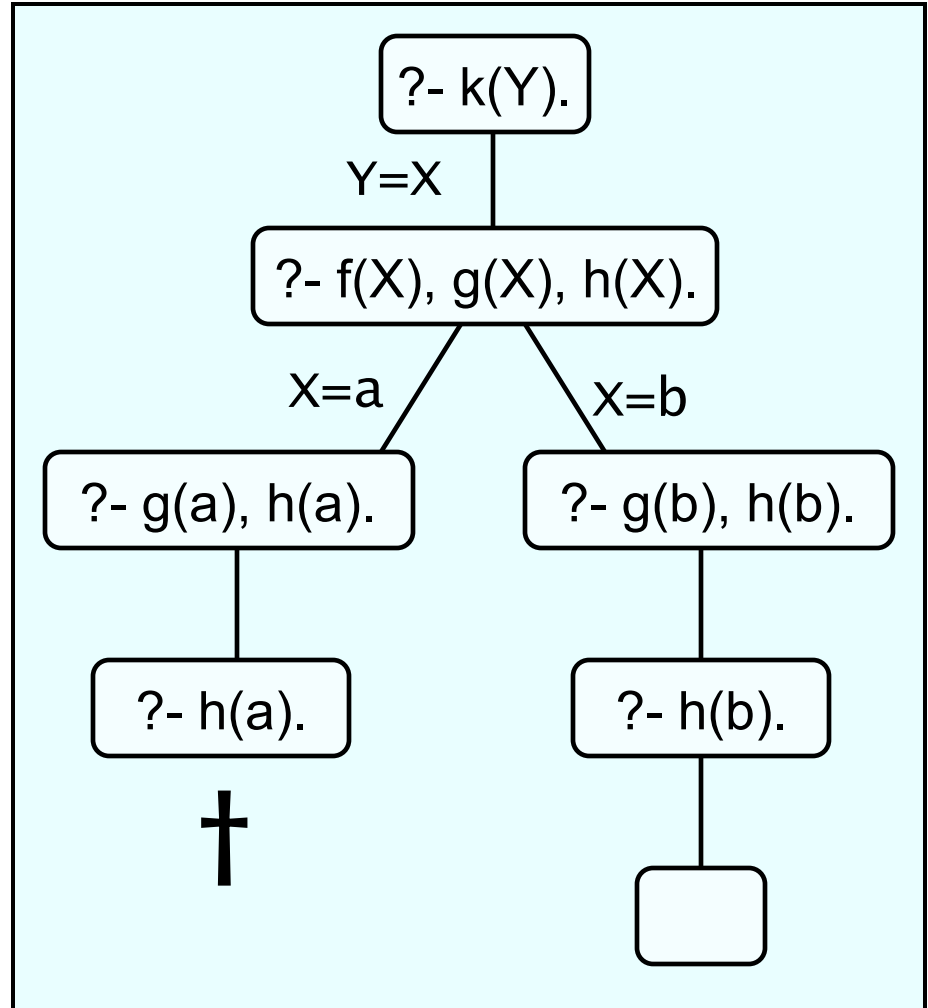 ?- k(Y).
Y=X
?- f(X), g(X), h(X).
X=a
X=b
?- g(a), h(a).
?- g(b), h(b).
?- h(a).
?- h(b).
†